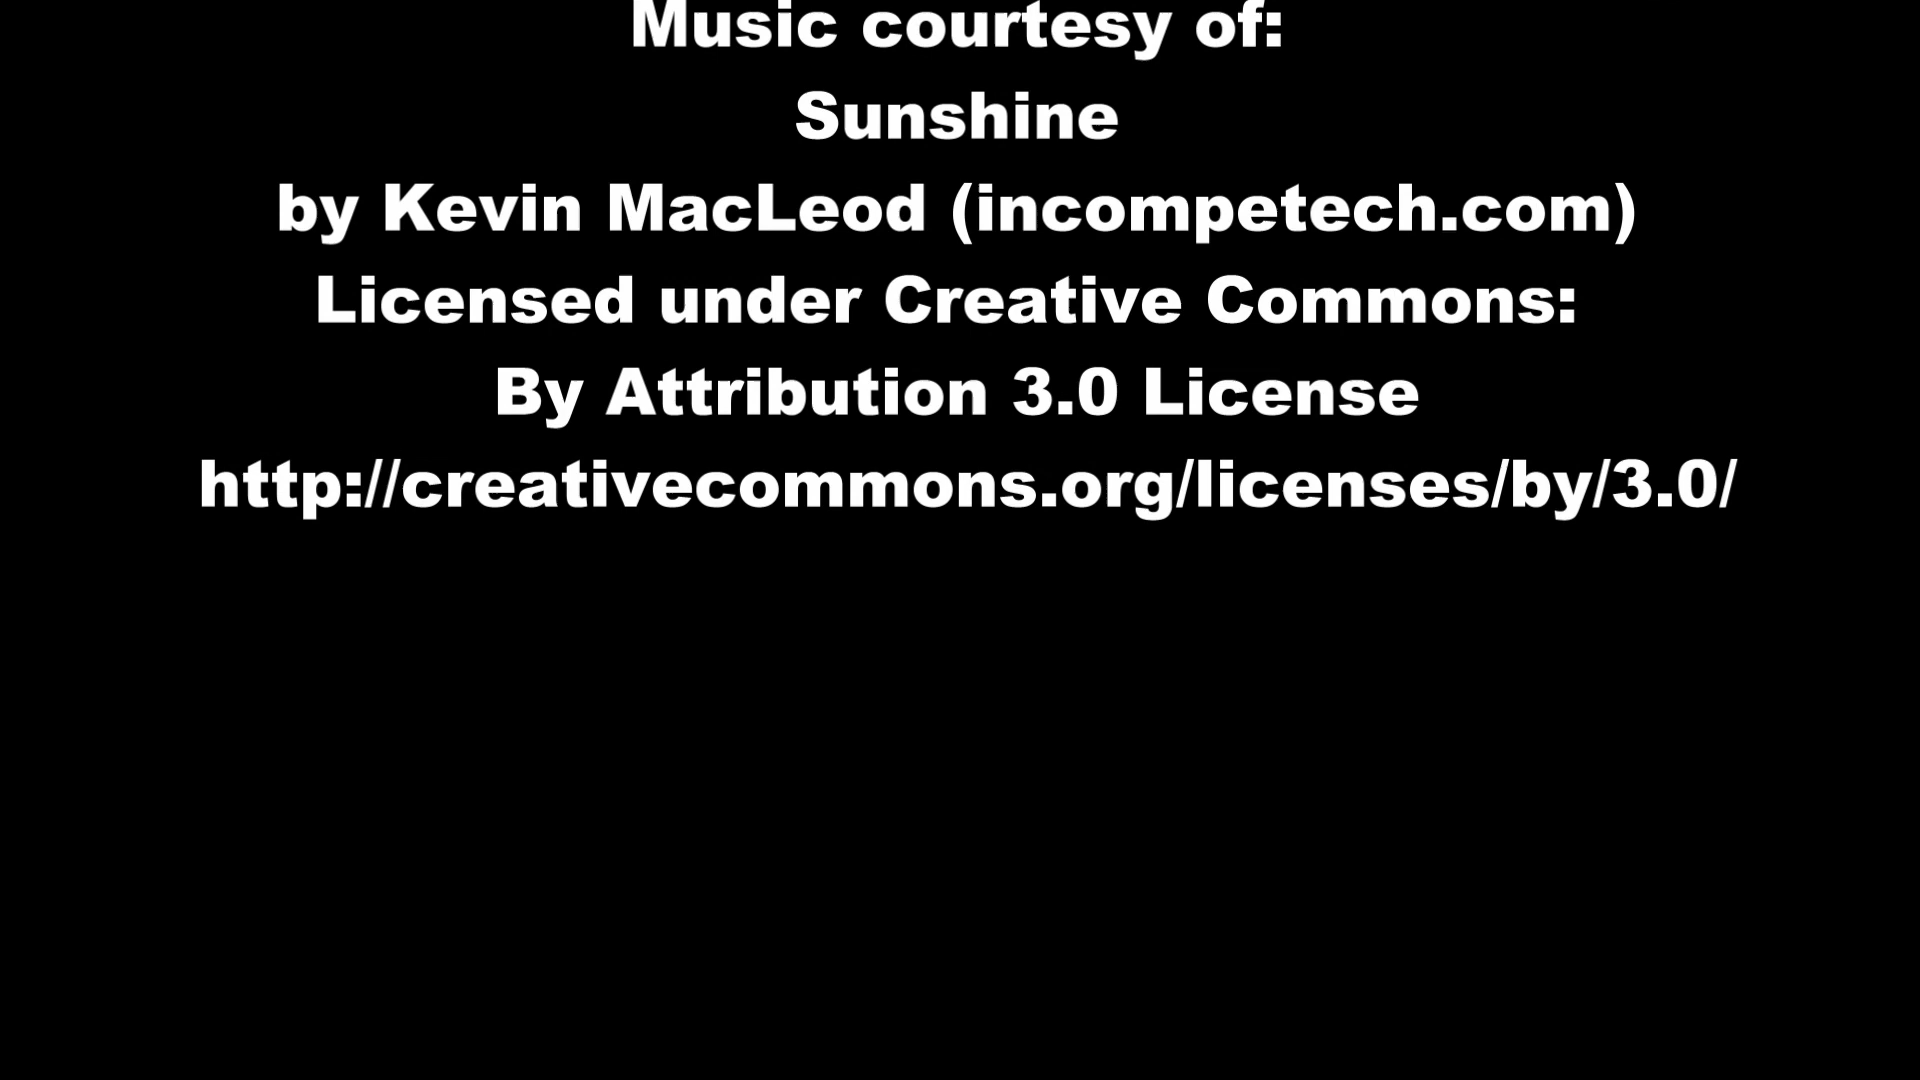 Music courtesy of:
Sunshine
by Kevin MacLeod (incompetech.com)
Licensed under Creative Commons:
By Attribution 3.0 License
http://creativecommons.org/licenses/by/3.0/